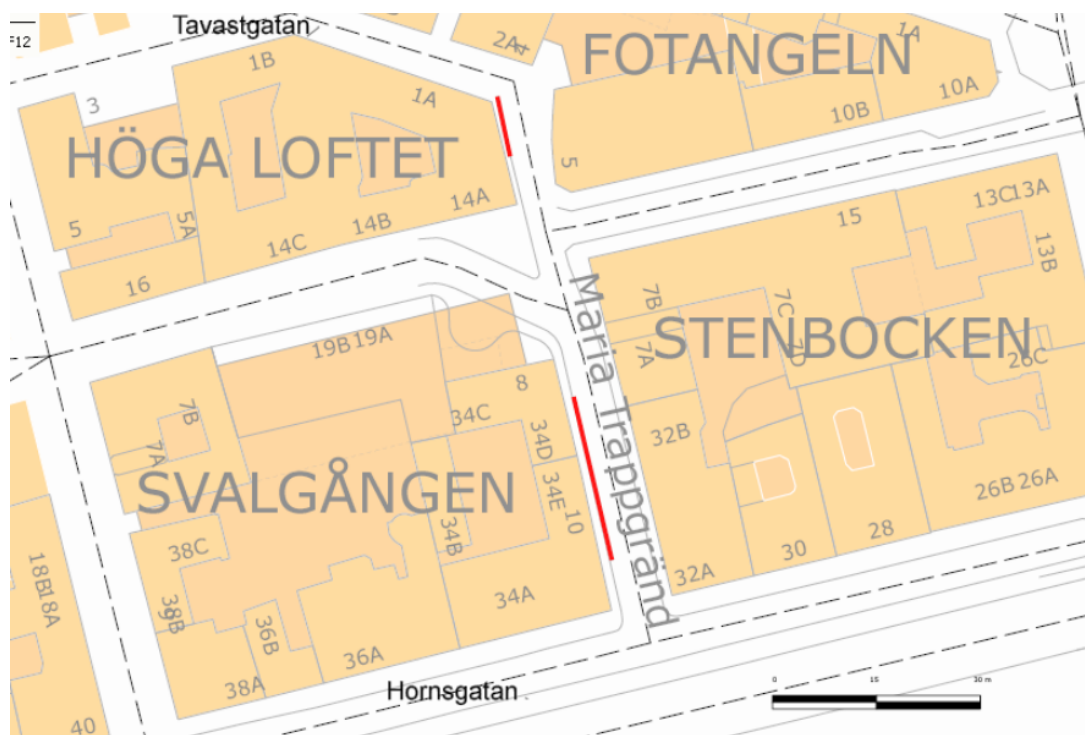 Tavastgatan
F12
3
1B
1A
2A
4
FOTANGELN
1A
10A
10B
5
HÖGA LOFTET
5
5A
14A
14B
14C
16
15
13C
13A
13B
Maria Trappgränd
7B
7C
7A
7D
STENBOCKEN
26C
19B
19A
8
7B
7A
34C
34D
32B
34E
10
SVALGÅNGEN
34B
26B
26A
38C
28
30
18B
18A
38B
39B
36B
34A
32A
36A
38A
40
Hornsgatan
0
15
30 m